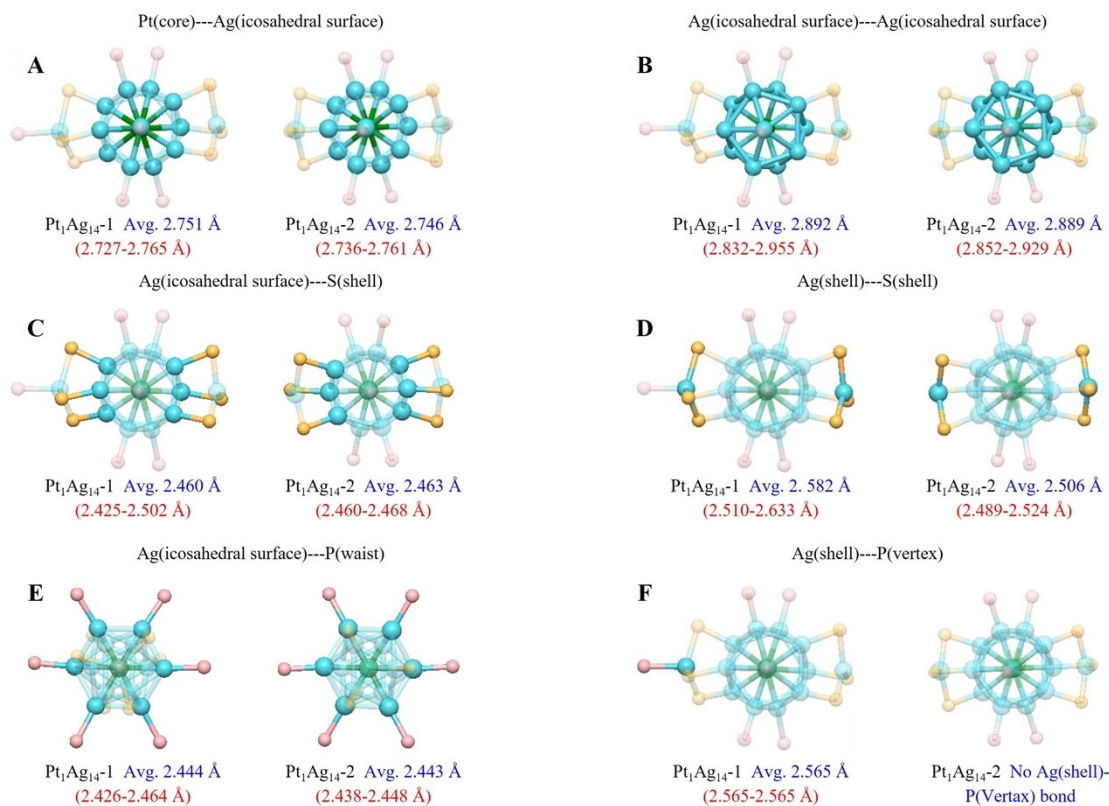 Pt(core)---Ag(icosahedral surface)
Ag(icosahedral surface)---Ag(icosahedral surface)
A
B
Pt₁Ag₁₄-1 Avg. 2.751 Å
(2.727-2.765 Å)
Pt₁Ag₁₄-2 Avg. 2.746 Å
(2.736-2.761 Å)
Pt₁Ag₁₄-1 Avg. 2.892 Å
(2.832-2.955 Å)
Pt₁Ag₁₄-2 Avg. 2.889 Å
(2.852-2.929 Å)
Ag(icosahedral surface)---S(shell)
Ag(shell)---S(shell)
C
D
Pt₁Ag₁₄-1 Avg. 2.460 Å
(2.425-2.502 Å)
Pt₁Ag₁₄-2 Avg. 2.463 Å
(2.460-2.468 Å)
Pt₁Ag₁₄-1 Avg. 2. 582 Å
(2.510-2.633 Å)
Pt₁Ag₁₄-2 Avg. 2.506 Å
(2.489-2.524 Å)
Ag(icosahedral surface)---P(waist)
Ag(shell)---P(vertex)
E
F
Pt₁Ag₁₄-1 Avg. 2.444 Å
(2.426-2.464 Å)
Pt₁Ag₁₄-2 Avg. 2.443 Å
(2.438-2.448 Å)
Pt₁Ag₁₄-1 Avg. 2.565 Å
(2.565-2.565 Å)
Pt₁Ag₁₄-2 No Ag(shell)-
P(Vertax) bond